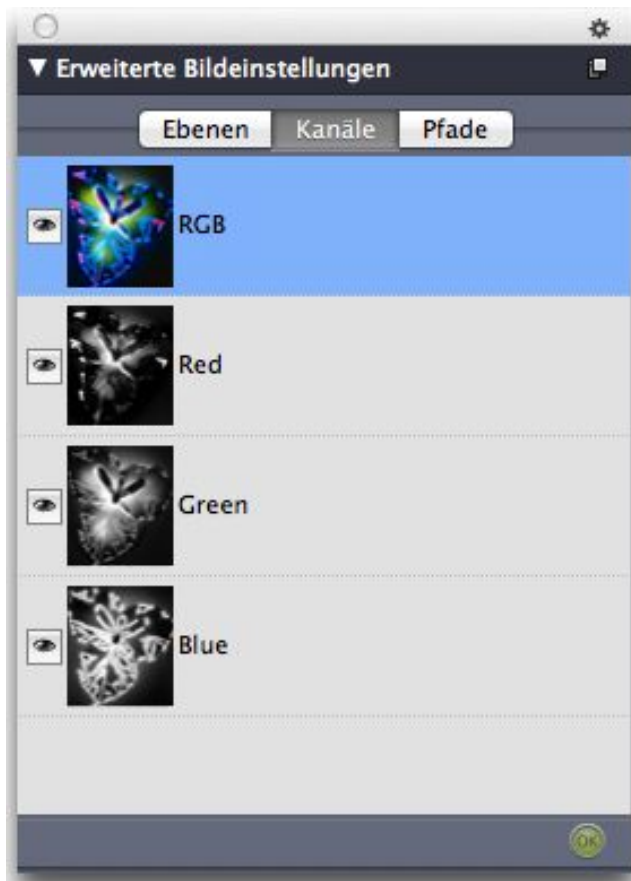 Erweiterte Bildeinstellungen
Ebenen Kanäle Pfade
RGB
Red
Green
Blue
OK